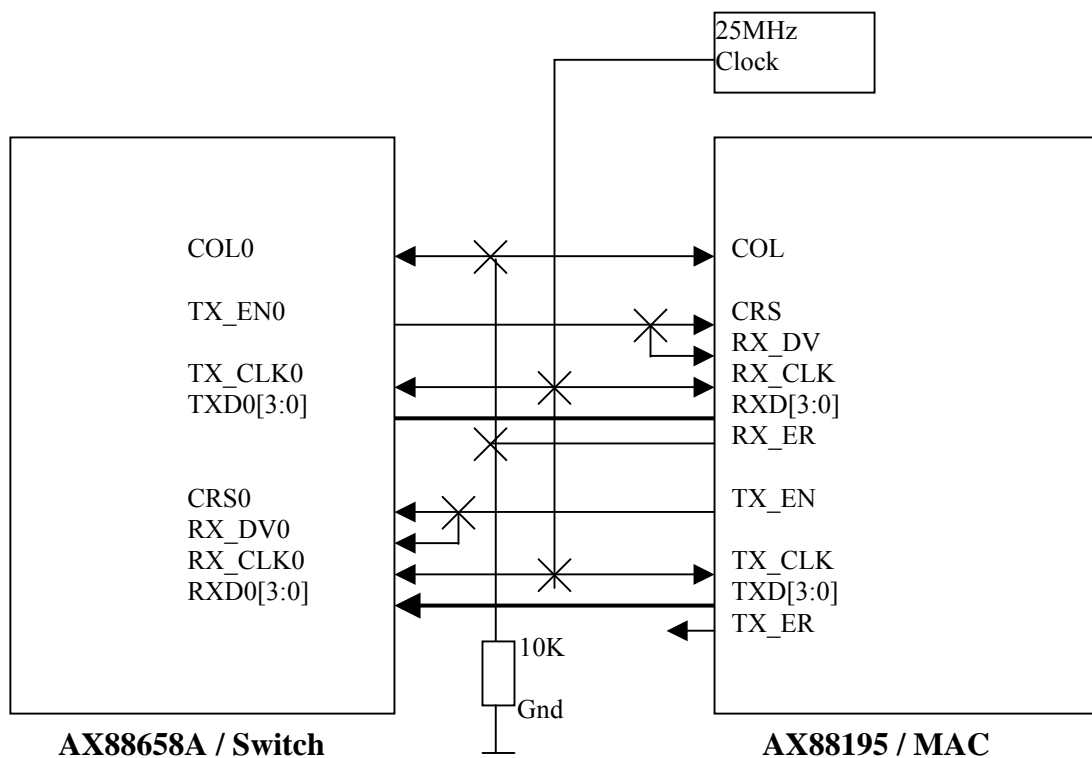 25MHz
Clock
COL0
TX_EN0
TX_CLK0
TXD0[3:0]
CRS0
RX_DV0
RX_CLK0
RXD0[3:0]
COL
CRS
RX_DV
RX_CLK
RXD[3:0]
RX_ER
TX_EN
TX_CLK
TXD[3:0]
TX_ER
10K
Gnd
AX88658A / Switch
AX88195 / MAC